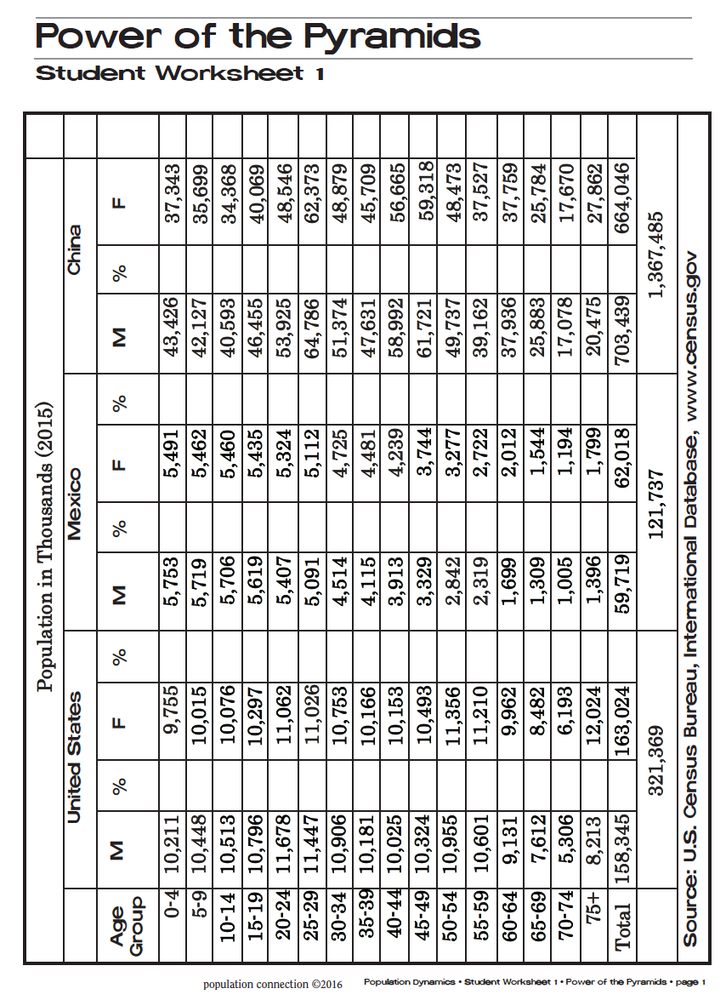 Power of the Pyramids
Student Worksheet 1
Population in Thousands (2015)
United States Mexico China
Age Group M % F % M % F % M % F
0-4 10,211 9,755 5,753 5,491 43,426 37,343
5-9 10,448 10,015 5,719 5,462 42,127 35,699
10-14 10,513 10,076 5,706 5,460 40,593 34,368
15-19 10,796 10,297 5,619 5,435 46,455 40,069
20-24 11,678 11,062 5,407 5,324 53,925 48,546
25-29 11,447 11,026 5,091 5,112 64,786 62,373
30-34 10,906 10,753 4,514 4,725 51,374 48,879
35-39 10,181 10,166 4,115 4,481 47,631 45,709
40-44 10,025 10,153 3,913 4,239 58,992 56,665
45-49 10,324 10,493 3,329 3,744 61,721 59,318
50-54 10,955 11,356 2,842 3,277 49,737 48,473
55-59 10,601 11,210 2,319 2,722 39,162 37,527
60-64 9,131 9,962 1,699 2,012 37,936 37,759
65-69 7,612 8,482 1,309 1,544 25,883 25,784
70-74 5,306 6,193 1,005 1,194 17,078 17,670
75+ 8,213 12,024 1,396 1,799 20,475 27,862
Total 158,345 163,024 59,719 62,018 703,439 664,046
321,369 121,737 1,367,485
Source: U.S. Census Bureau, International Database, www.census.gov
population connection ©2016 Population Dynamics • Student Worksheet 1 • Power of the Pyramids • page 1